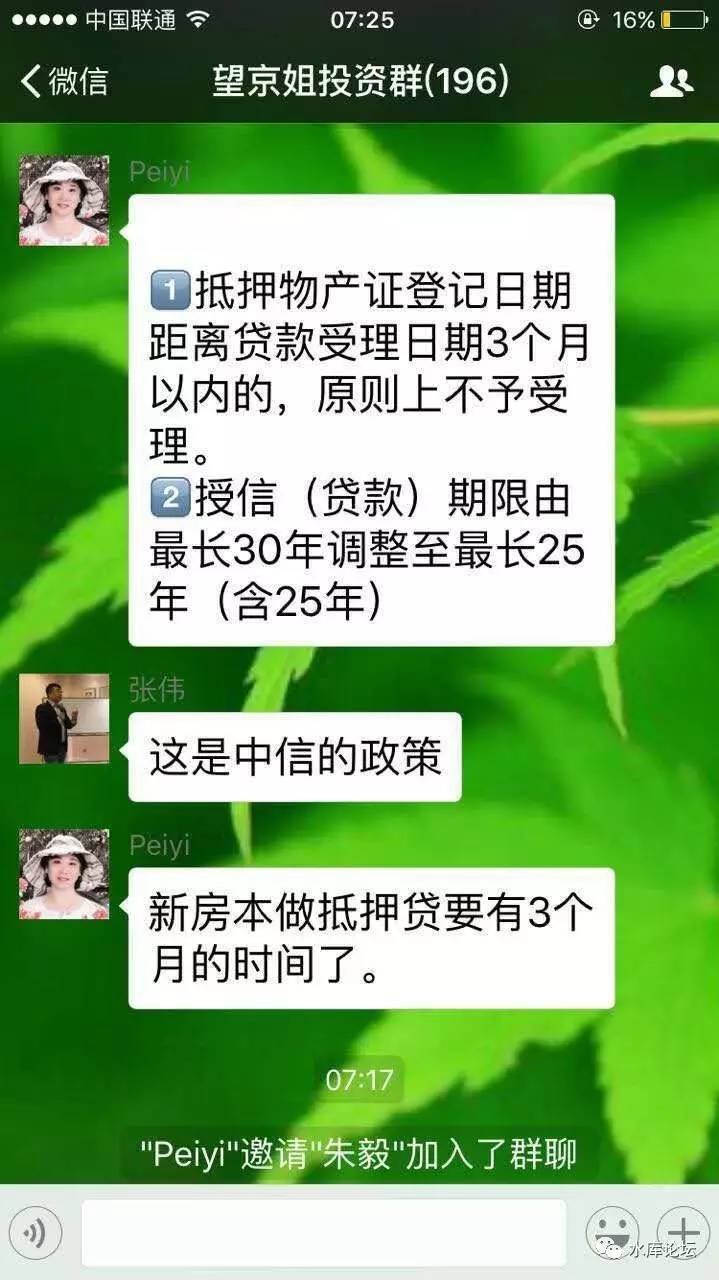 中国联通 07:25 16%
微信 望京姐投资群(196)
Peiyi
1抵押物产证登记日期
距离贷款受理日期3个月
以内的，原则上不予受
理。
2授信（贷款）期限由
最长30年调整至最长25
年（含25年）
张伟
这是中信的政策
Peiyi
新房本做抵押贷要有3个
月的时间了。
07:17
"Peiyi"邀请"朱毅"加入了群聊
水库论坛